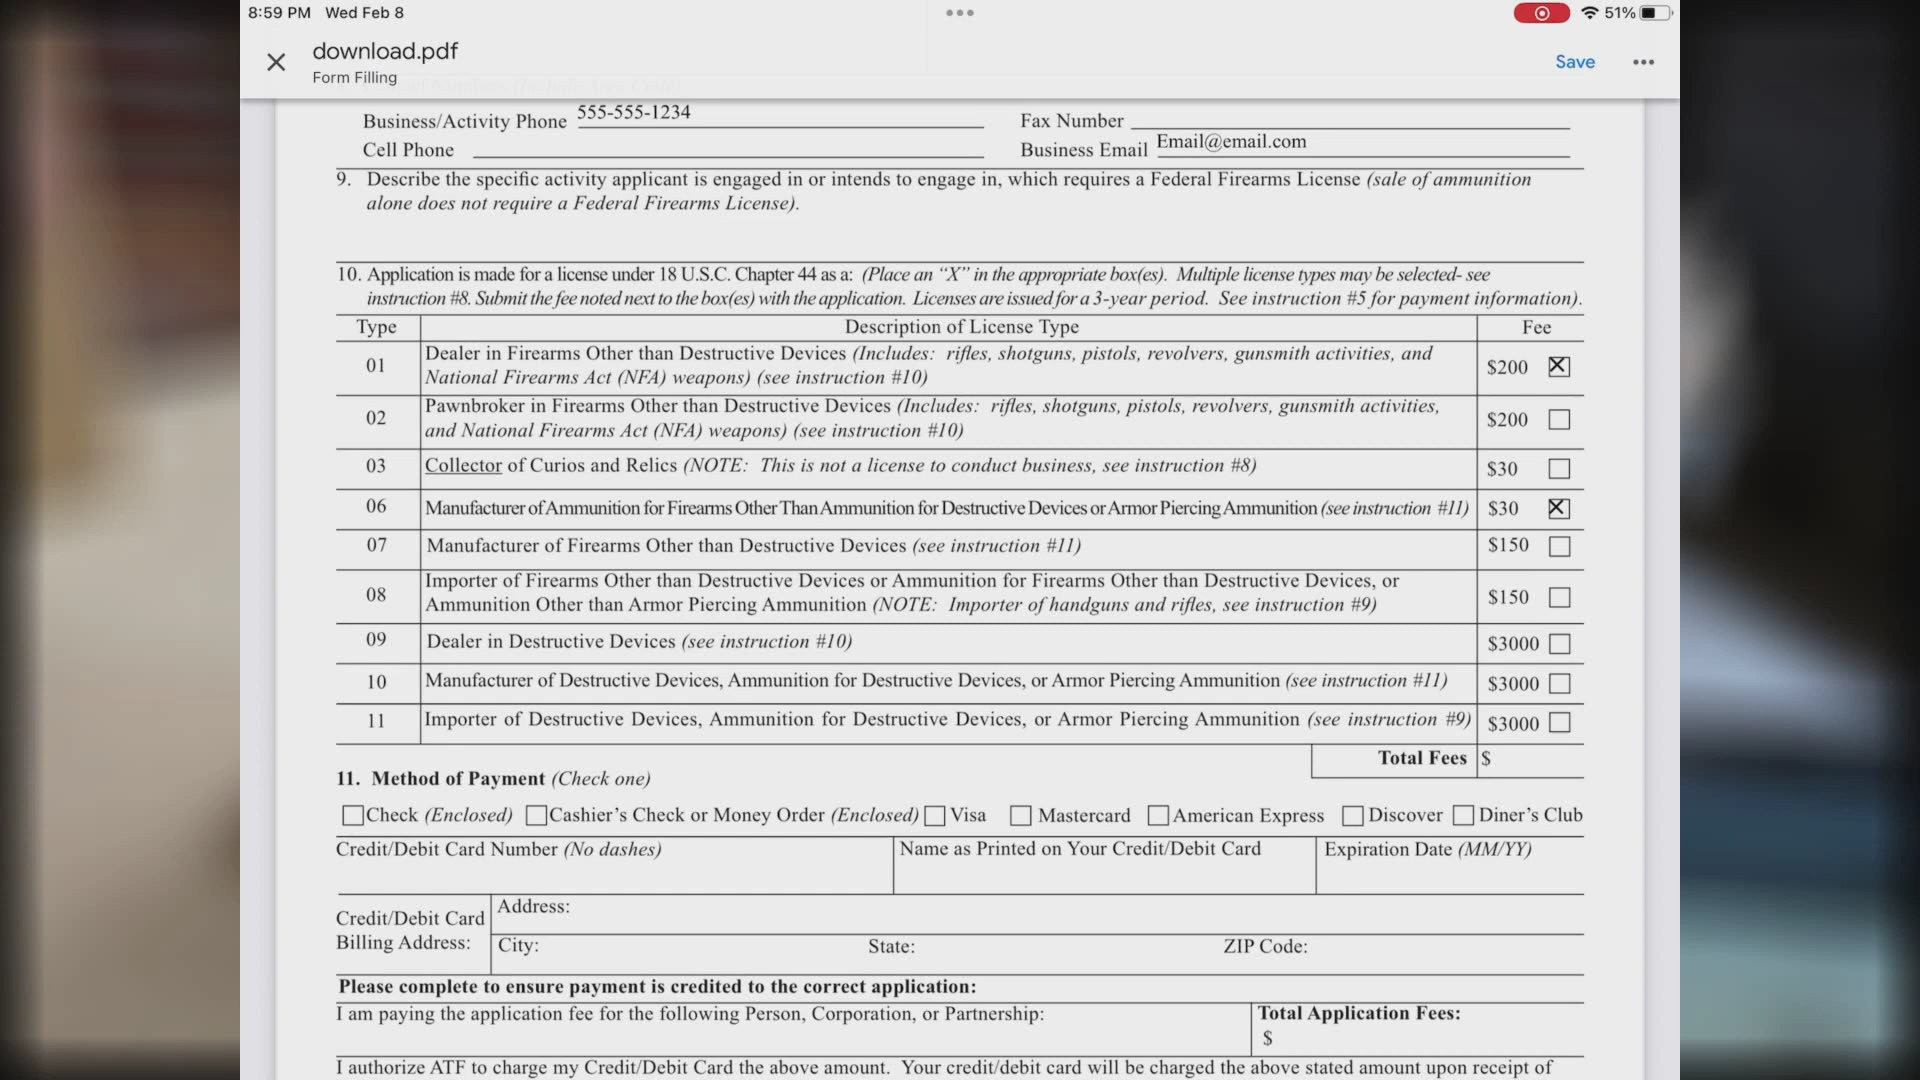 8:59 PM Wed Feb 8
51%
download.pdf
Form Filling
Save
Business/Activity Phone 555-555-1234 Fax Number
Cell Phone Business Email Email@email.com
9. Describe the specific activity applicant is engaged in or intends to engage in, which requires a Federal Firearms License (sale of ammunition
alone does not require a Federal Firearms License).
10. Application is made for a license under 18 U.S.C. Chapter 44 as a: (Place an “X” in the appropriate box(es). Multiple license types may be selected- see
instruction #8. Submit the fee noted next to the box(es) with the application. Licenses are issued for a 3-year period. See instruction #5 for payment information).
Type Description of License Type Fee
01 Dealer in Firearms Other than Destructive Devices (Includes: rifles, shotguns, pistols, revolvers, gunsmith activities, and
National Firearms Act (NFA) weapons) (see instruction #10) $200
02 Pawnbroker in Firearms Other than Destructive Devices (Includes: rifles, shotguns, pistols, revolvers, gunsmith activities,
and National Firearms Act (NFA) weapons) (see instruction #10) $200
03 Collector of Curios and Relics (NOTE: This is not a license to conduct business, see instruction #8) $30
06 Manufacturer of Ammunition for Firearms Other Than Ammunition for Destructive Devices or Armor Piercing Ammunition (see instruction #11) $30
07 Manufacturer of Firearms Other than Destructive Devices (see instruction #11) $150
08 Importer of Firearms Other than Destructive Devices or Ammunition for Firearms Other than Destructive Devices, or
Ammunition Other than Armor Piercing Ammunition (NOTE: Importer of handguns and rifles, see instruction #9) $150
09 Dealer in Destructive Devices (see instruction #10) $3000
10 Manufacturer of Destructive Devices, Ammunition for Destructive Devices, or Armor Piercing Ammunition (see instruction #11) $3000
11 Importer of Destructive Devices, Ammunition for Destructive Devices, or Armor Piercing Ammunition (see instruction #9) $3000
Total Fees $
11. Method of Payment (Check one)
Check (Enclosed) Cashier’s Check or Money Order (Enclosed) Visa Mastercard American Express Discover Diner’s Club
Credit/Debit Card Number (No dashes) Name as Printed on Your Credit/Debit Card Expiration Date (MM/YY)
Credit/Debit Card
Billing Address:
Address:
City: State: ZIP Code:
Please complete to ensure payment is credited to the correct application:
I am paying the application fee for the following Person, Corporation, or Partnership: Total Application Fees:
$
I authorize ATF to charge my Credit/Debit Card the above amount. Your credit/debit card will be charged the above stated amount upon receipt of